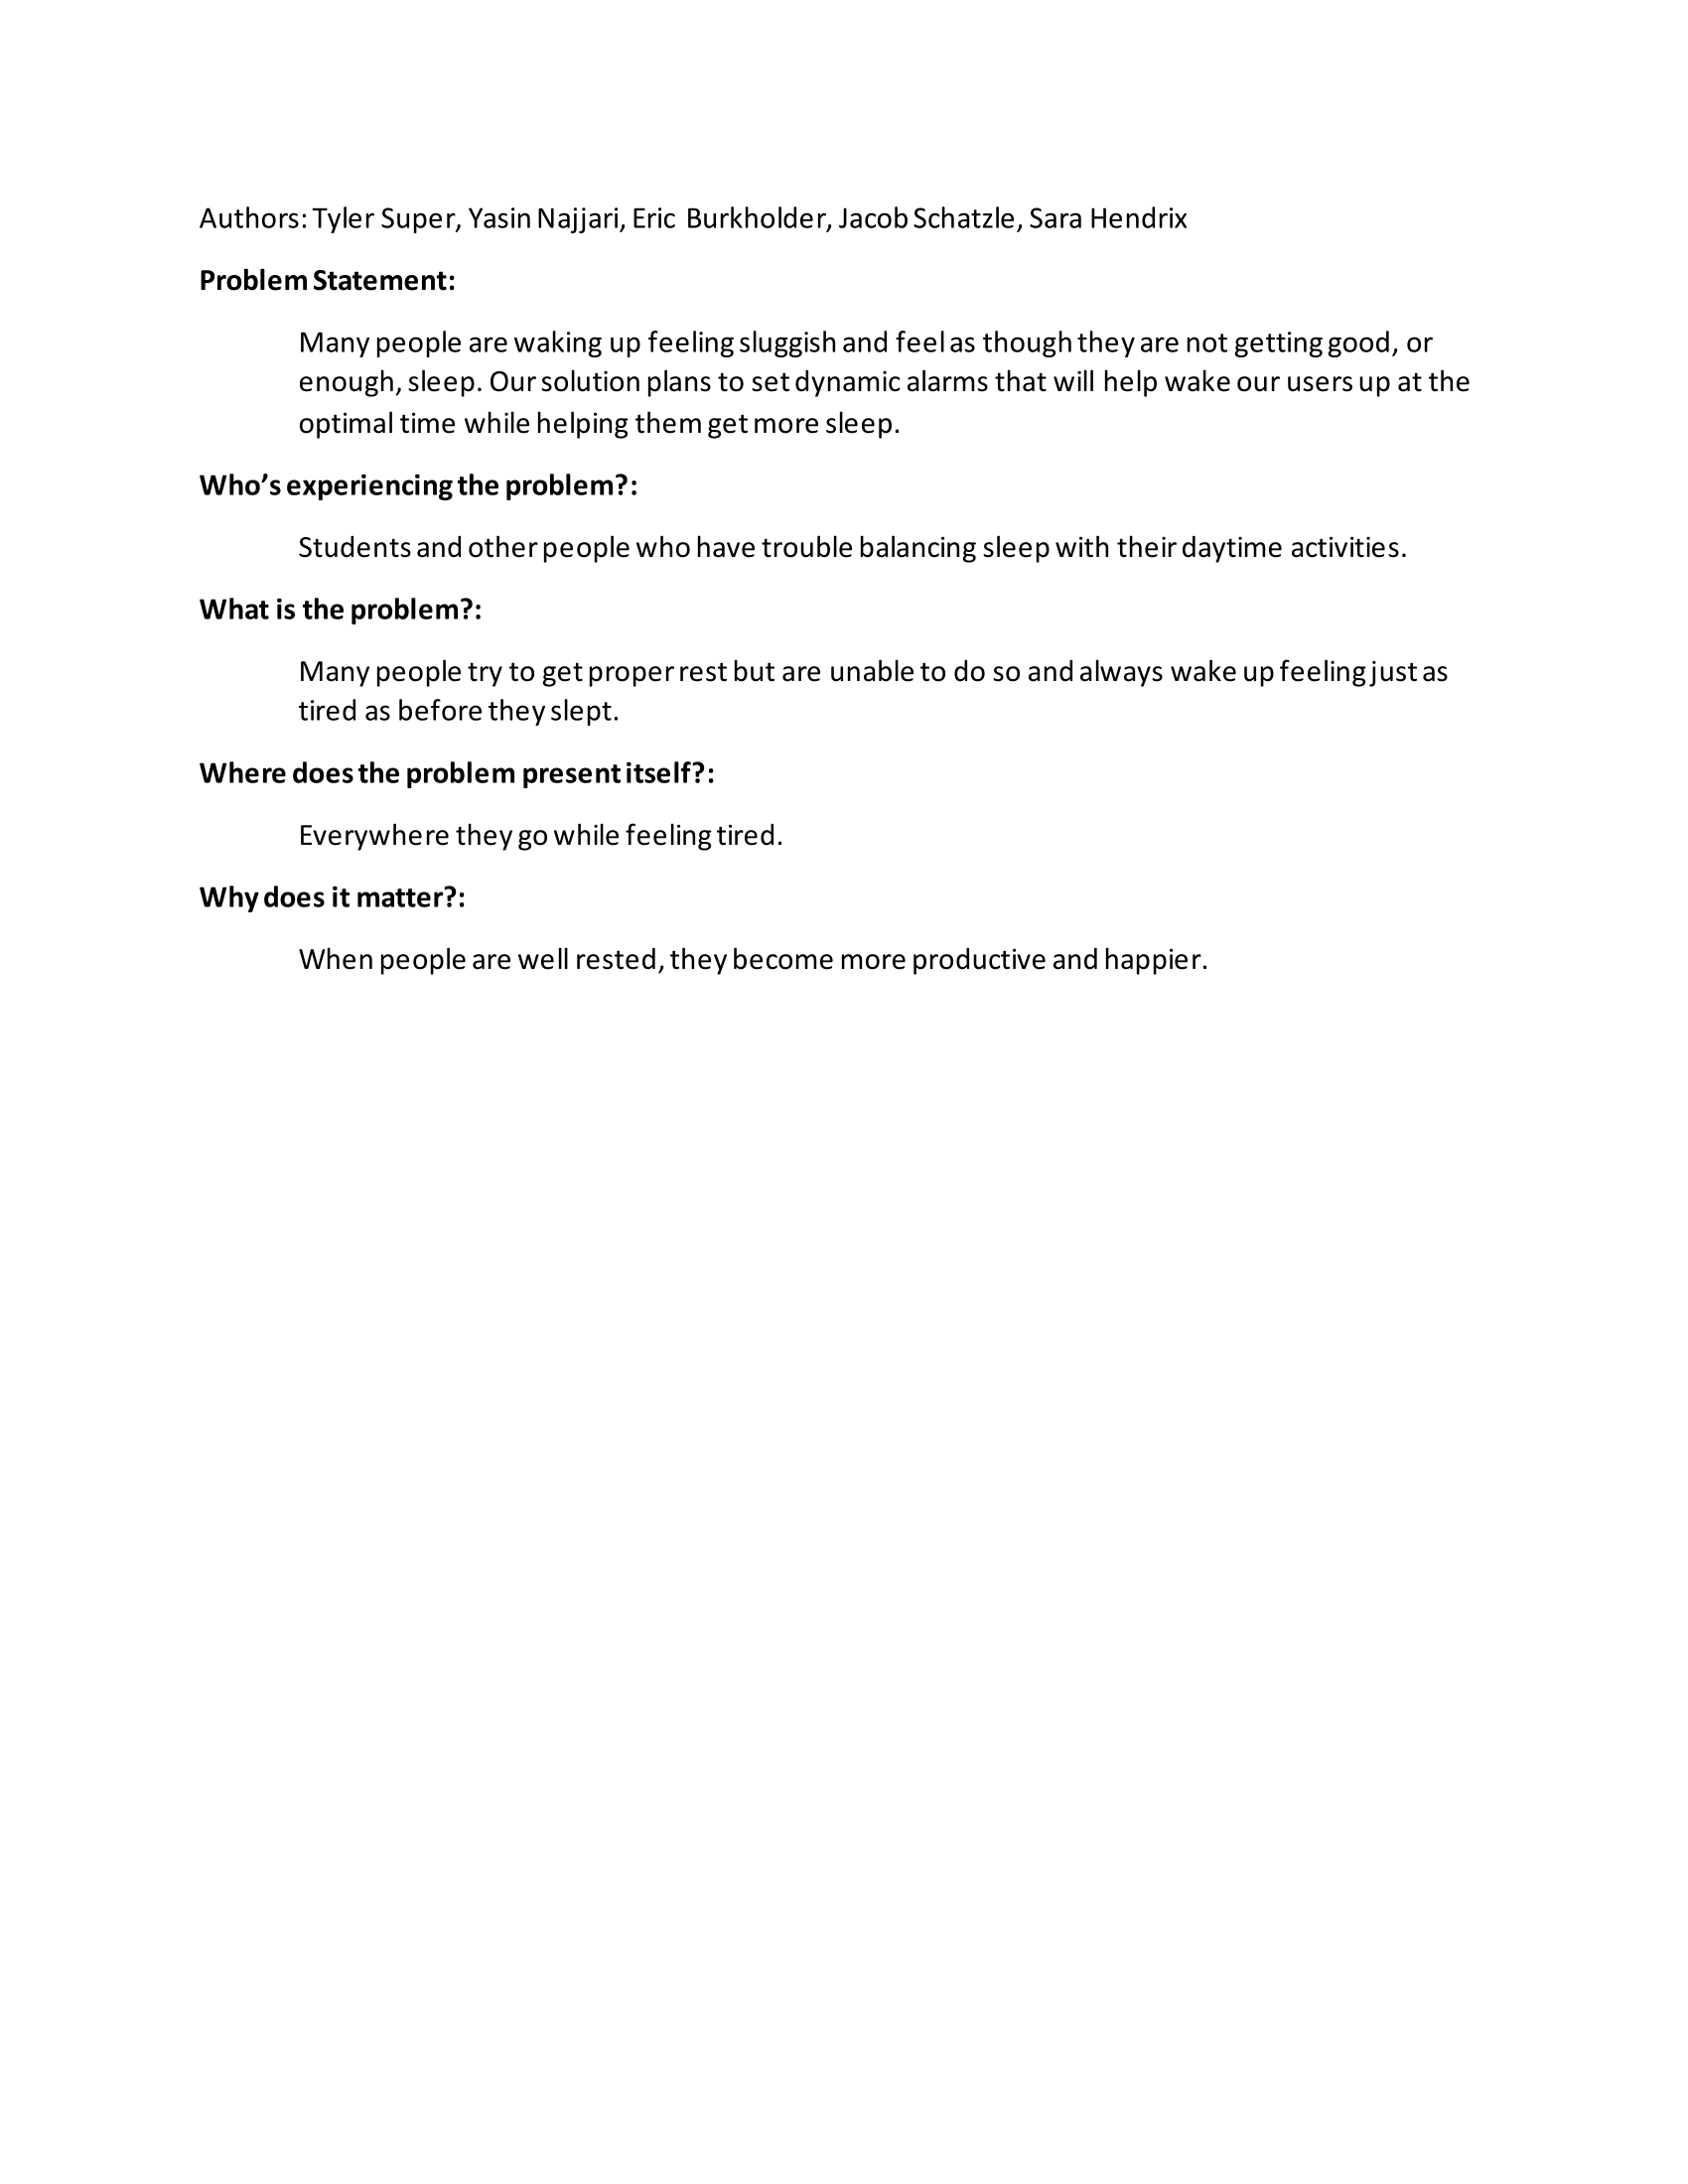 Authors: Tyler Super, Yasin Najjari, Eric Burkholder, Jacob Schatzle, Sara Hendrix
Problem Statement:
Many people are waking up feeling sluggish and feel as though they are not getting good, or
enough, sleep. Our solution plans to set dynamic alarms that will help wake our users up at the
optimal time while helping them get more sleep.
Who’s experiencing the problem?:
Students and other people who have trouble balancing sleep with their daytime activities.
What is the problem?:
Many people try to get proper rest but are unable to do so and always wake up feeling just as
tired as before they slept.
Where does the problem present itself?:
Everywhere they go while feeling tired.
Why does it matter?:
When people are well rested, they become more productive and happier.